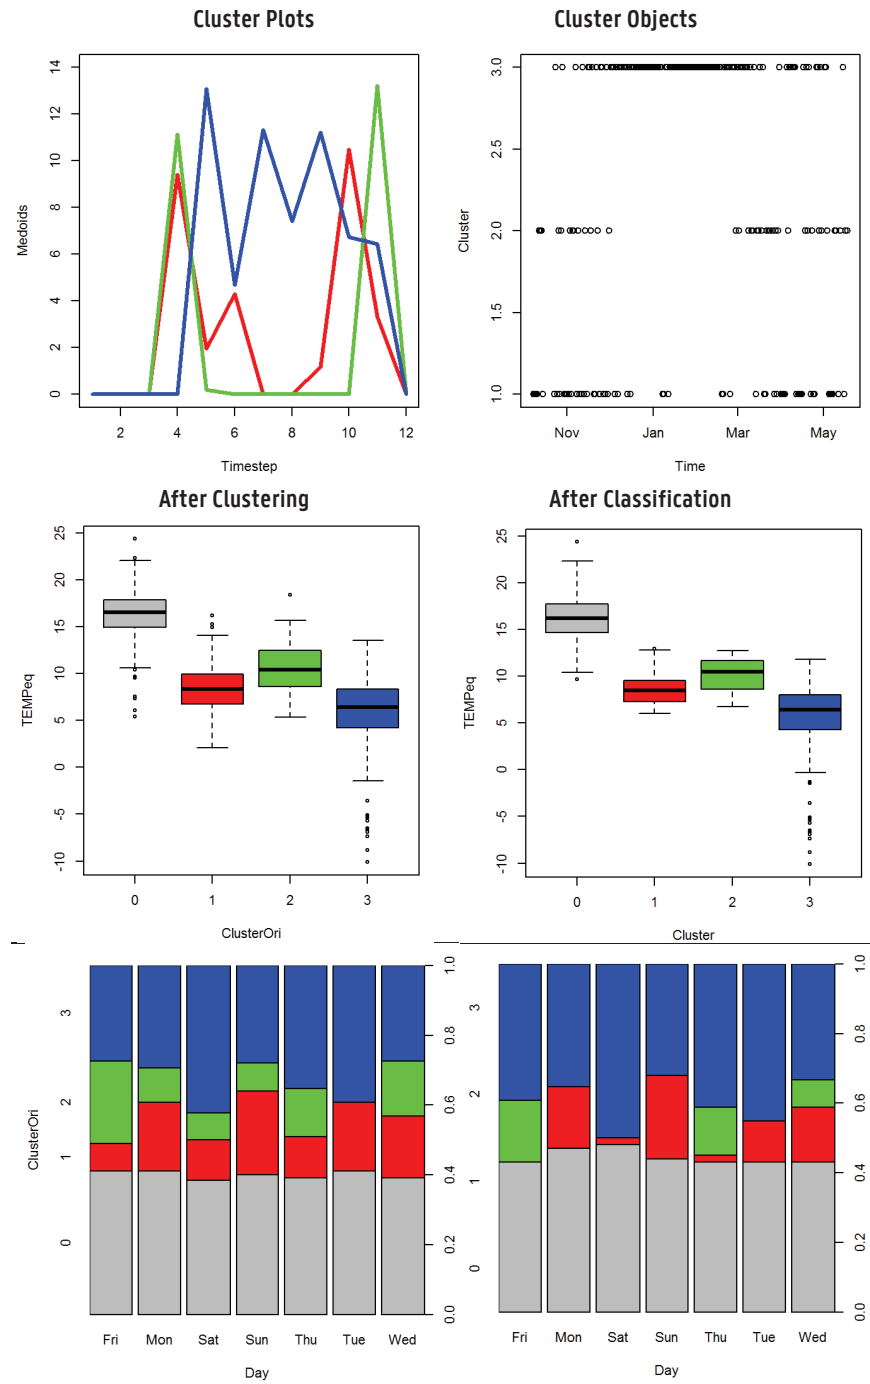 Cluster Plots
Cluster Objects
Medoids
0 2 4 6 8 10 12 14
2 4 6 8 10 12
Timestep
Cluster
1.0 1.5 2.0 2.5 3.0
Nov Jan Mar May
Time
After Clustering
After Classification
TEMPeq
-10 -5 0 5 10 15 20 25
0 1 2 3
ClusterOri
TEMPeq
-10 -5 0 5 10 15 20 25
0 1 2 3
Cluster
ClusterOri
0 1 2 3
0.0 0.2 0.4 0.6 0.8 1.0
Fri Mon Sat Sun Thu Tue Wed
Day
0 1 2 3
0.0 0.2 0.4 0.6 0.8 1.0
Fri Mon Sat Sun Thu Tue Wed
Day